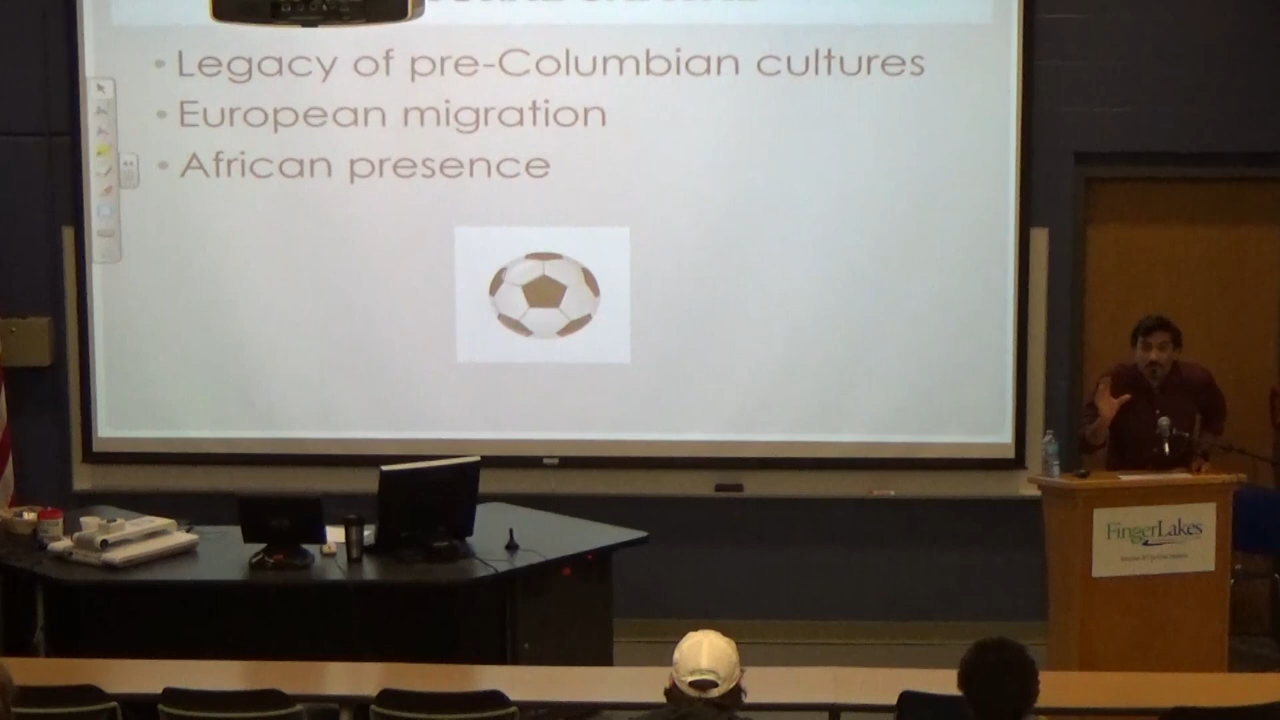 • Legacy of pre-Columbian cultures
• European migration
• African presence
FingerLakes